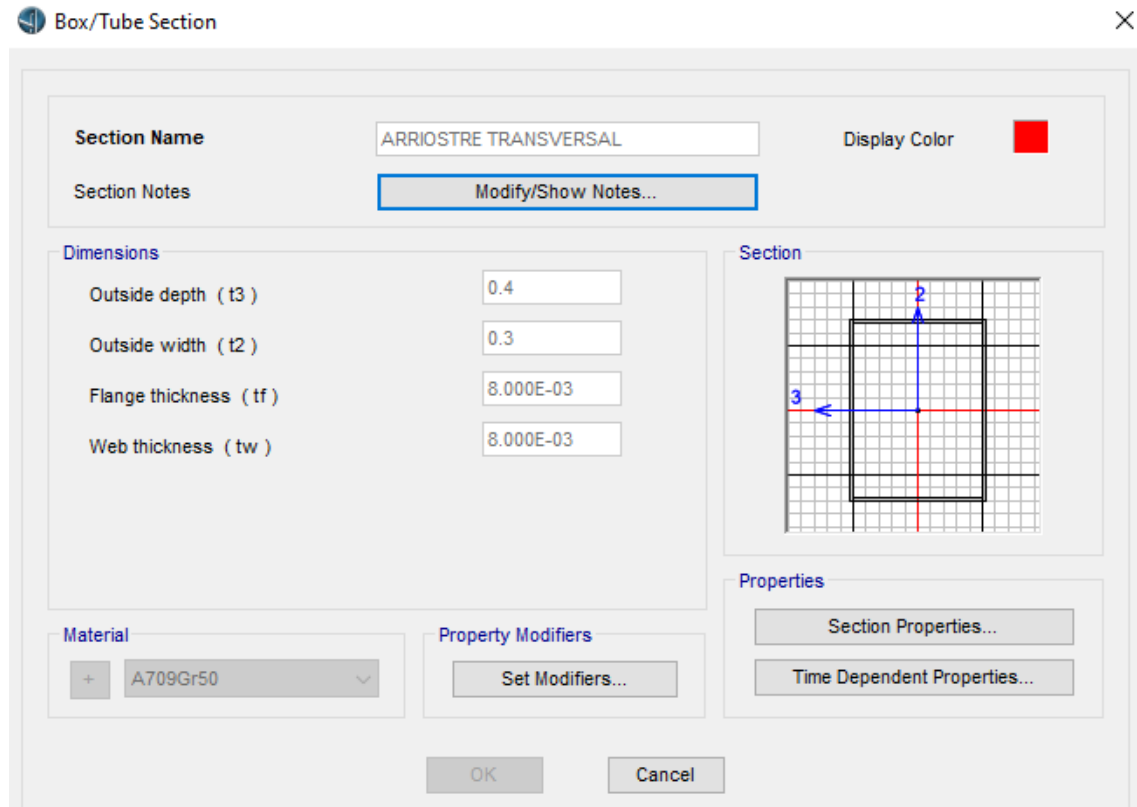 Box/Tube Section
Section Name ARRIOSTRE TRANSVERSAL Display Color
Section Notes Modify/Show Notes...
Dimensions
Outside depth ( t3 ) 0.4
Outside width ( t2 ) 0.3
Flange thickness ( tf ) 8.000E-03
Web thickness ( tw ) 8.000E-03
Section
2
3
Properties
Section Properties...
Time Dependent Properties...
Material
+ A709Gr50
Property Modifiers
Set Modifiers...
OK Cancel